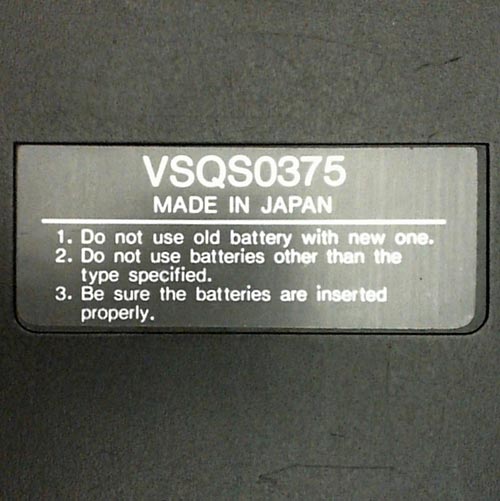 VSQS0375
MADE IN JAPAN
1. Do not use old battery with new one.
2. Do not use batteries other than the
type specified.
3. Be sure the batteries are inserted
properly.